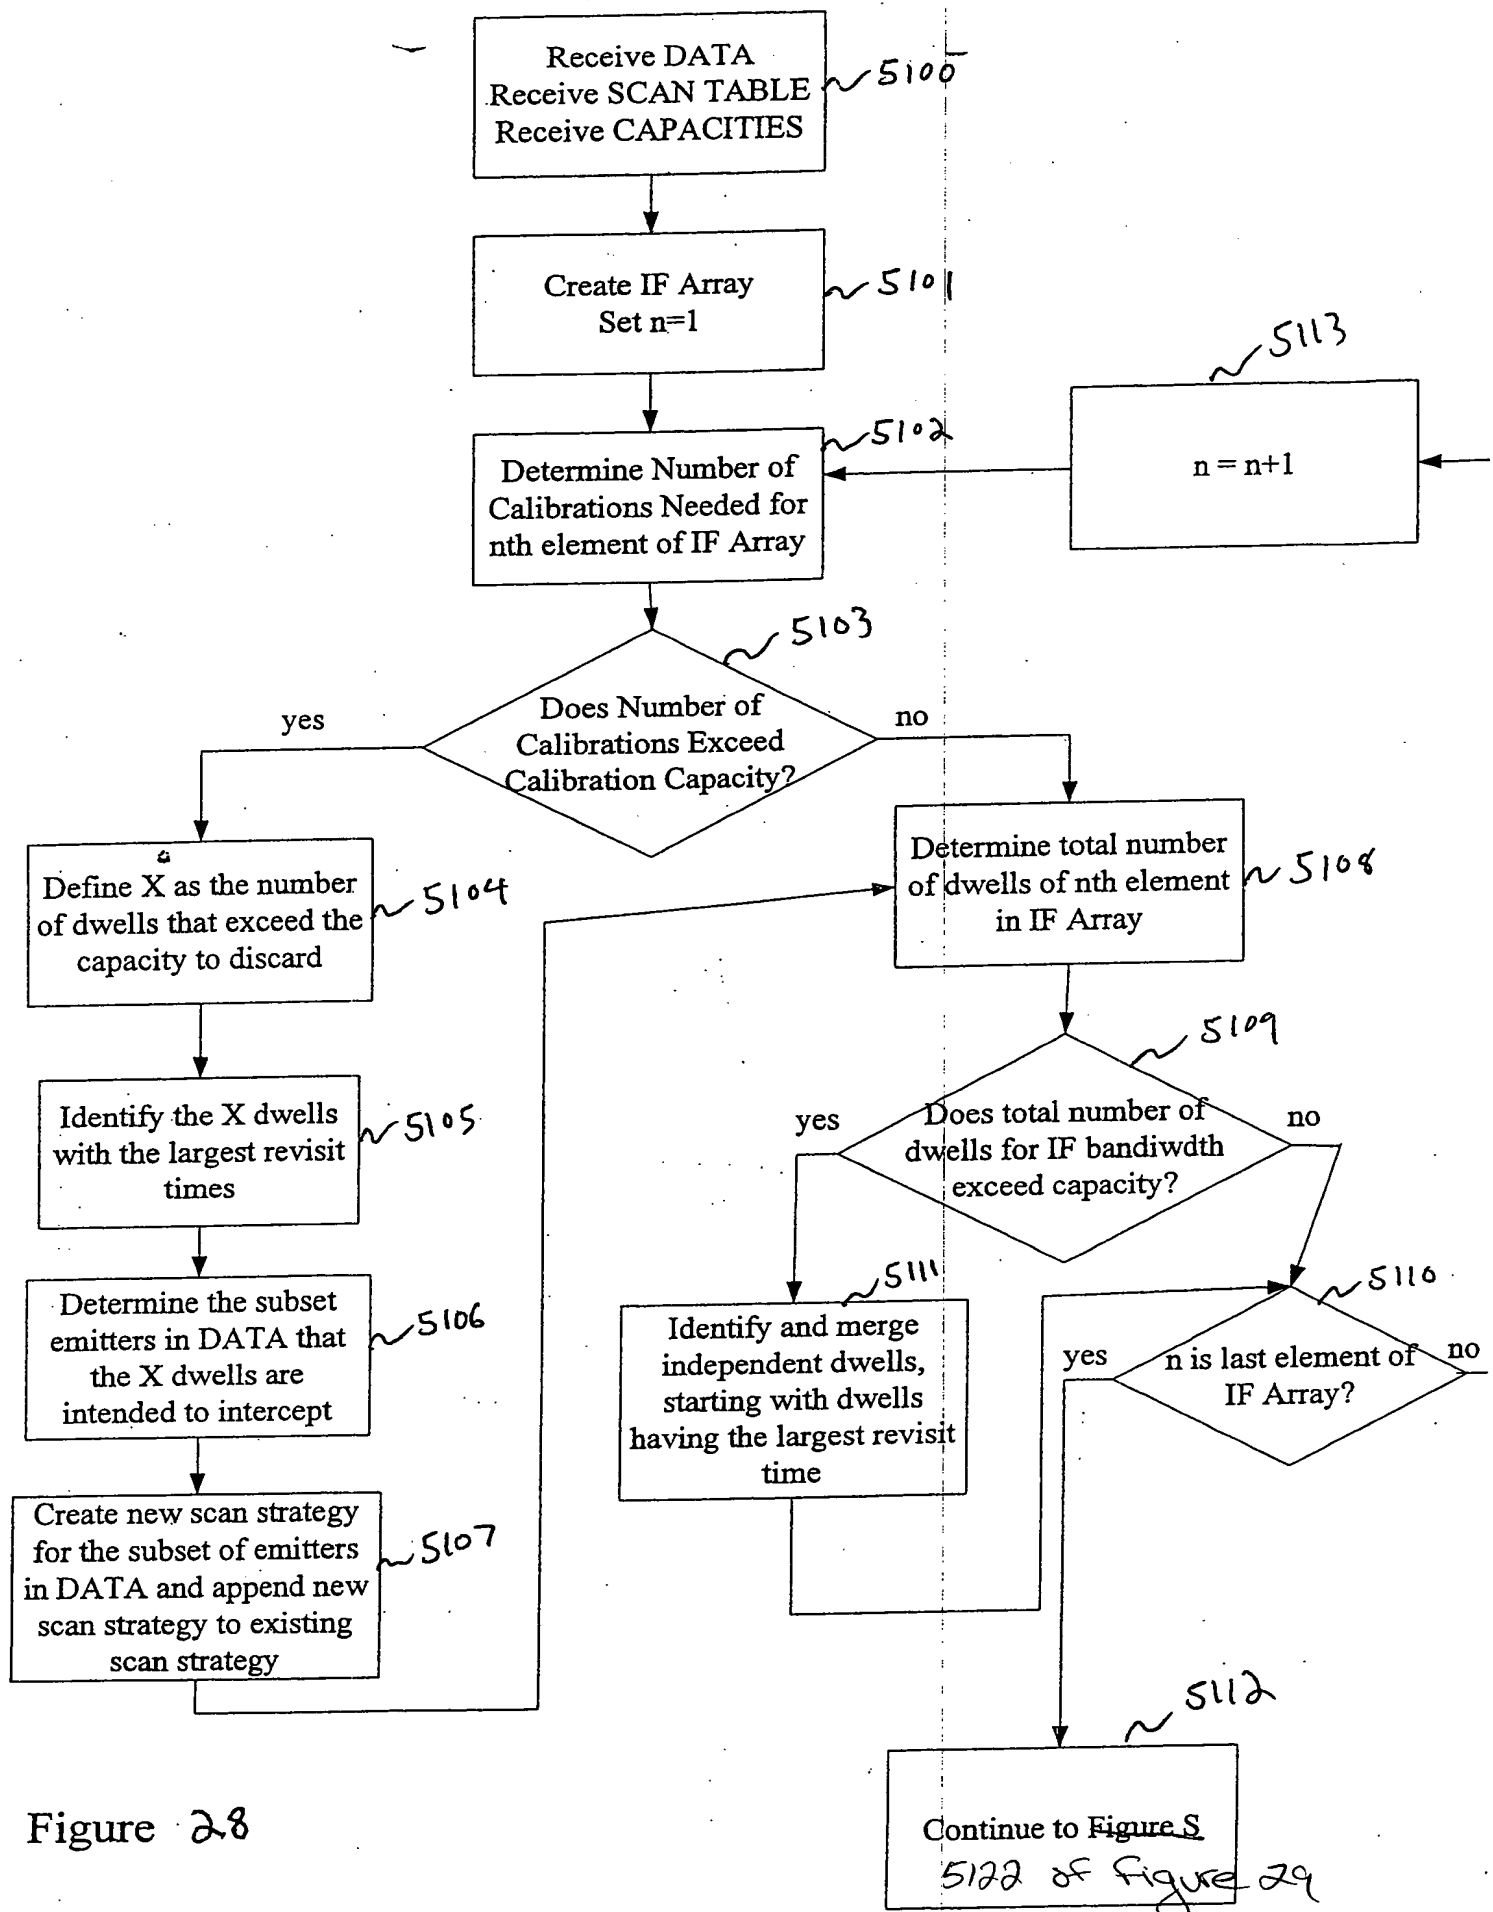 Receive DATA
Receive SCAN TABLE
Receive CAPACITIES
5100
Create IF Array
Set n=1
5101
5113
n = n+1
5102
Determine Number of
Calibrations Needed for
nth element of IF Array
5103
Does Number of
Calibrations Exceed
Calibration Capacity?
yes
no
Define X as the number
of dwells that exceed the
capacity to discard
5104
Determine total number
of dwells of nth element
in IF Array
5108
Identify the X dwells
with the largest revisit
times
5105
5109
Does total number of
dwells for IF bandiwdth
exceed capacity?
yes
no
Determine the subset
emitters in DATA that
the X dwells are
intended to intercept
5106
5111
Identify and merge
independent dwells,
starting with dwells
having the largest revisit
time
5110
n is last element of
IF Array?
yes
no
Create new scan strategy
for the subset of emitters
in DATA and append new
scan strategy to existing
scan strategy
5107
5112
Continue to Figure S
5122 of Figure 29
Figure 28